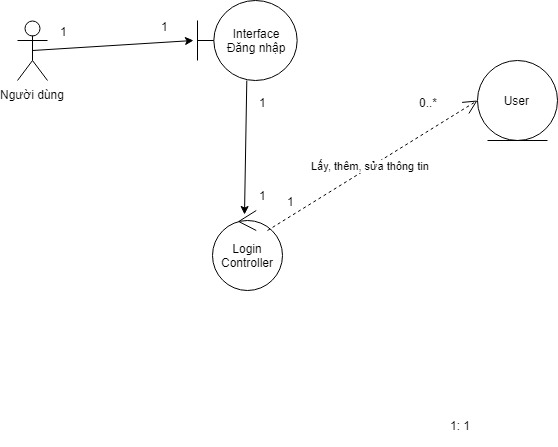 1
1
Interface
Đăng nhập
Người dùng
1
0..*
User
Lấy, thêm, sửa thông tin
1
1
Login
Controller
1: 1